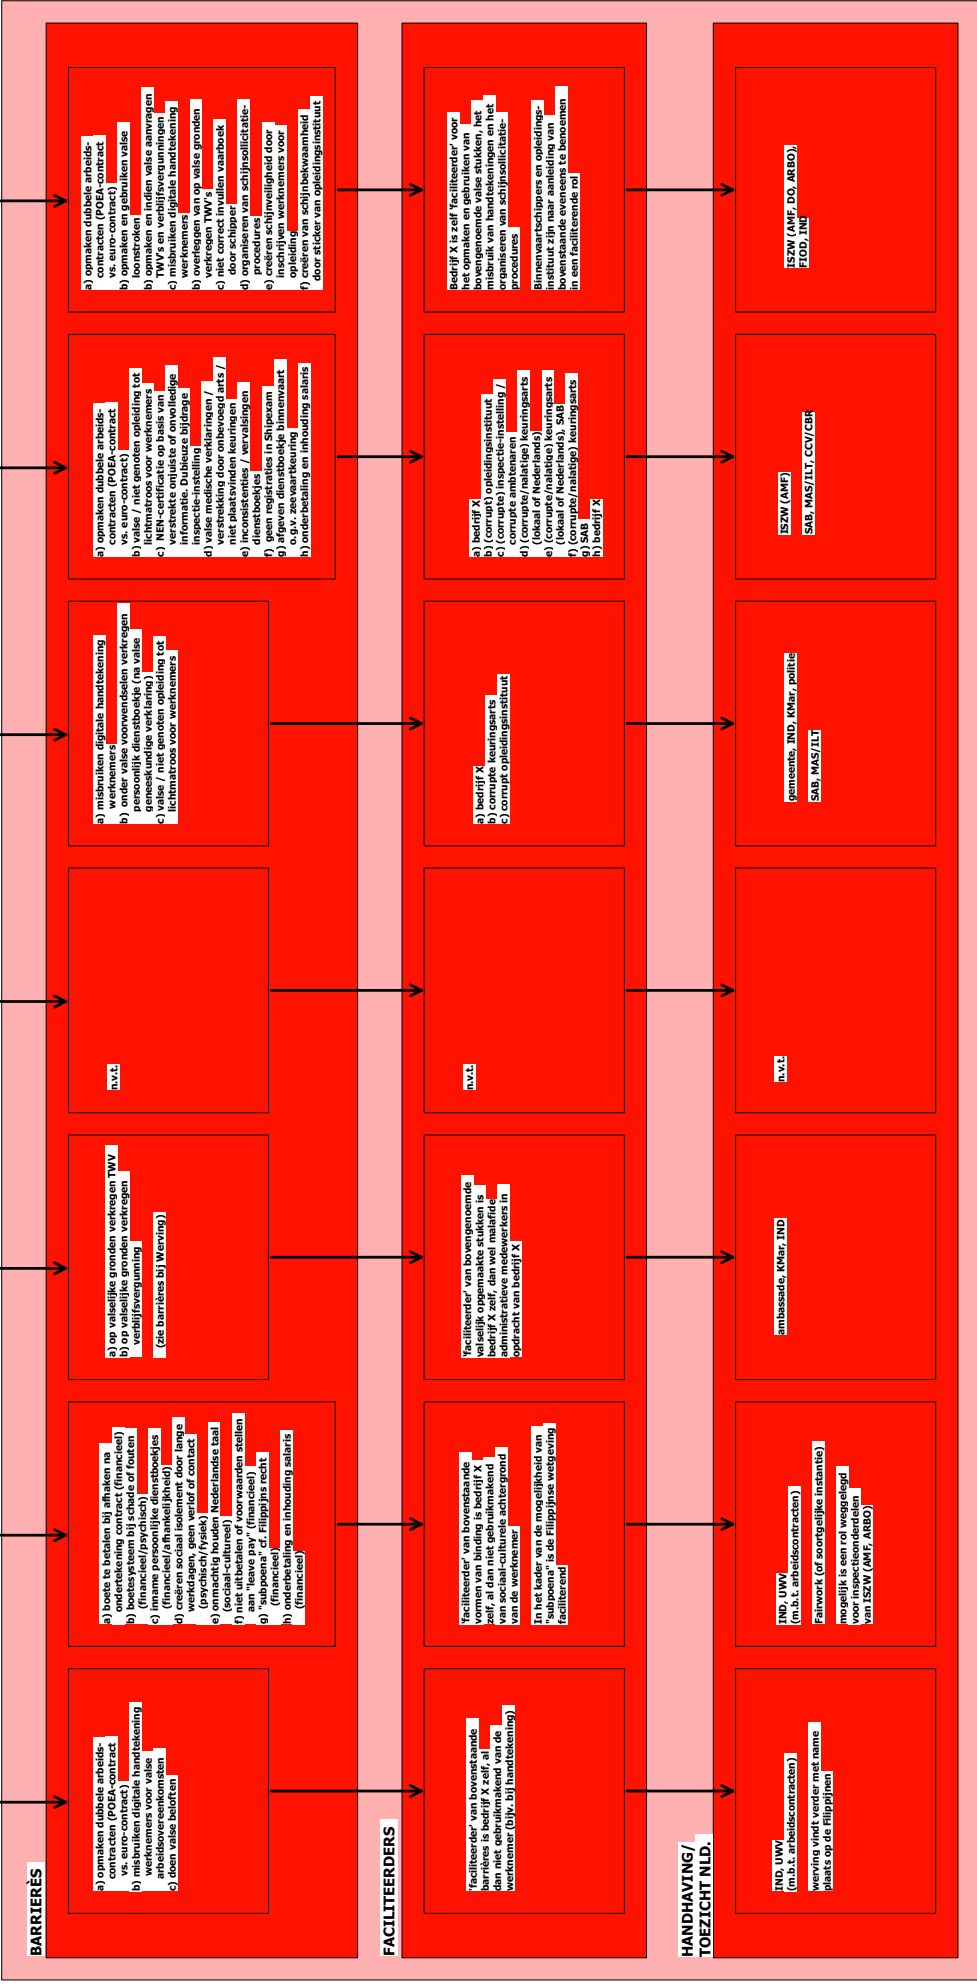 BARRIERÈS
a) opmaken dubbele arbeids-
contracten (POEA-contract
vs. euro-contract)
b) misbruiken digitale handtekening
werknemers voor valse
arbeidsovereenkomsten
c) doen valse beloften
a) boete te betalen bij afhaken na
ondertekening contract (financieel)
b) boetesysteem bij schade of fouten
(financieel/psychisch)
c) inname persoonlijke dienstboekjes
(financieel/afhankelijkheid)
d) creëren sociaal isolement door lange
werkdagen, geen verlof of contact
(psychisch/fysiek)
e) onmachtig houden Nederlandse taal
(sociaal-cultureel)
f) niet uitbetalen of voorwaarden stellen
aan "leave pay" (financieel)
g) "subpoena" cf. Filippijns recht
(financieel)
h) onderbetaling en inhouding salaris
(financieel)
a) op valselijke gronden verkregen TWV
b) op valselijke gronden verkregen
verblijfsvergunning
(zie barrières bij Werving)
n.v.t.
a) misbruiken digitale handtekening
werknemers
b) onder valse voorwendselen verkregen
persoonlijk dienstboekje (na valse
geneeskundige verklaring)
c) valse / niet genoten opleiding tot
lichtmatroos voor werknemers
a) opmaken dubbele arbeids-
contracten (POEA-contract
vs. euro-contract)
b) valse / niet genoten opleiding tot
lichtmatroos voor werknemers
c) NEN-certificatie op basis van
verstrekte onjuiste of onvolledige
informatie. Dubieuze bijdrage
inspectie-instelling
d) valse medische verklaringen /
verstrekking door onbevoegd arts /
niet plaatsvinden keuringen
e) inconsistenties / vervalsingen
dienstboekjes
f) geen registraties in Shipexam
g) afgeven dienstboekje binnenvaart
o.g.v. zeevaartkeuring
h) onderbetaling en inhouding salaris
a) opmaken dubbele arbeids-
contracten (POEA-contract
vs. euro-contract)
b) opmaken en gebruiken valse
loonstroken
b) opmaken en indien valse aanvragen
TWV's en verblijfsvergunningen
c) misbruiken digitale handtekening
werknemers
b) overleggen van op valse gronden
verkregen TWV's
c) niet correct invullen vaarboek
door schipper
d) organiseren van schijnsollicitatie-
procedures
e) creëren schijnveiligheid door
inschrijven werknemers voor
opleiding
f) creëren van schijnbekwaamheid
door sticker van opleidingsinstituut
FACILITEERDERS
'faciliteerder' van bovenstaande
barrières is bedrijf X zelf, al
dan niet gebruikmakend van de
werknemer (bijv. bij handtekening)
'faciliteerder' van bovenstaande
vormen van binding is bedrijf X
zelf, al dan niet gebruikmakend
van sociaal-culturele achtergrond
van de werknemer
In het kader van de mogelijkheid van
"subpoena" is de Filippijnse wetgeving
faciliterend
'faciliteerder' van bovengenoemde
valselijk opgemaakte stukken is
bedrijf X zelf, dan wel malafide
administratieve medewerkers in
opdracht van bedrijf X
n.v.t.
a) bedrijf X
b) corrupte keuringsarts
c) corrupt opleidingsinstituut
a) bedrijf X
b) (corrupt) opleidingsinstituut
c) (corrupte) inspectie-instelling /
corrupte ambtenaren
d) (corrupte/nalatige) keuringsarts
(lokaal of Nederlands)
e) (corrupte/nalatige) keuringsarts
(lokaal of Nederlands), SAB
f) (corrupte/nalatige) keuringsarts
g) SAB
h) bedrijf X
Bedrijf X is zelf 'faciliteerder' voor
het opmaken en gebruiken van
bovengenoemde valse stukken, het
misbruik van handtekeningen en het
organiseren van schijnsollicitatie-
procedures
Binnenvaartschippers en opleidings-
instituut zijn naar aanleiding van
bovenstaande eveneens te benoemen
in een faciliterende rol
HANDHAVING/
TOEZICHT NLD.
IND, UWV
(m.b.t. arbeidscontracten)
werving vindt verder met name
plaats op de Filippijnen
IND, UWV
(m.b.t. arbeidscontracten)
Fairwork (of soortgelijke instantie)
mogelijk is een rol weggelegd
voor inspectieonderdelen
van ISZW (AMF, ARBO)
ambassade, KMar, IND
n.v.t.
gemeente, IND, KMar, politie
SAB, MAS/ILT
ISZW (AMF)
SAB, MAS/ILT, CCV/CBR
ISZW (AMF, DO, ARBO),
FIOD, IND